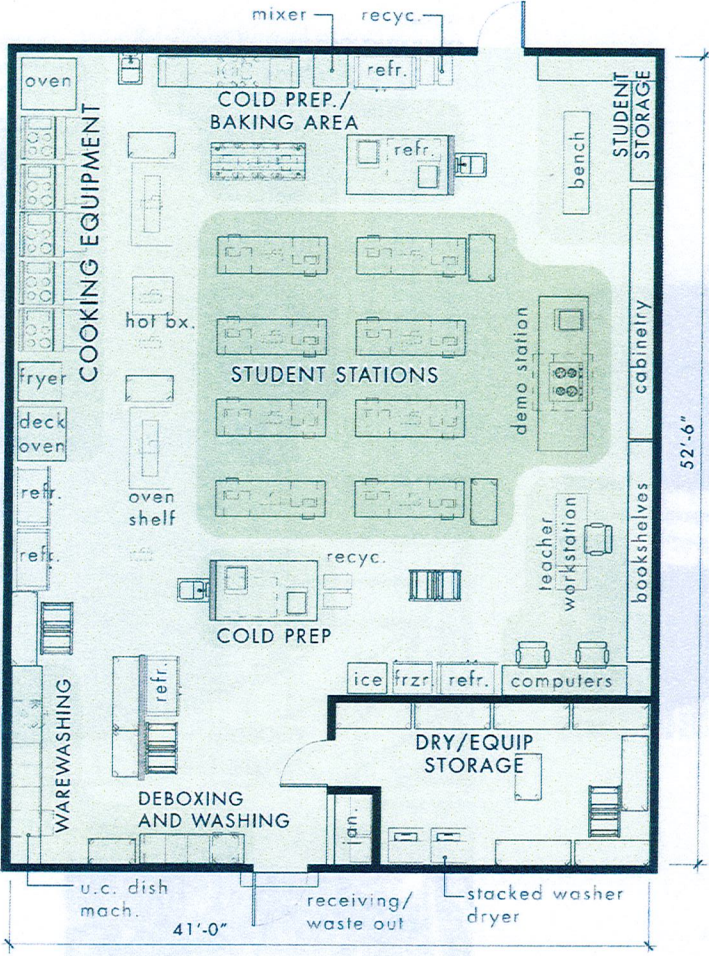 mixer
recyc.
oven
refr.
COLD PREP./
BAKING AREA
STUDENT
STORAGE
refr.
bench
COOKING EQUIPMENT
hot bx.
STUDENT STATIONS
demo station
cabinetry
fryer
deck
oven
52'-6"
refr.
oven
shelf
refr.
recyc.
teacher
workstation
bookshelves
COLD PREP
ice
frzr.
refr.
computers
refr.
WAREWASHING
DRY/EQUIP
STORAGE
DEBOXING
AND WASHING
jan.
u.c. dish
mach.
receiving/
waste out
stacked washer
dryer
41'-0"